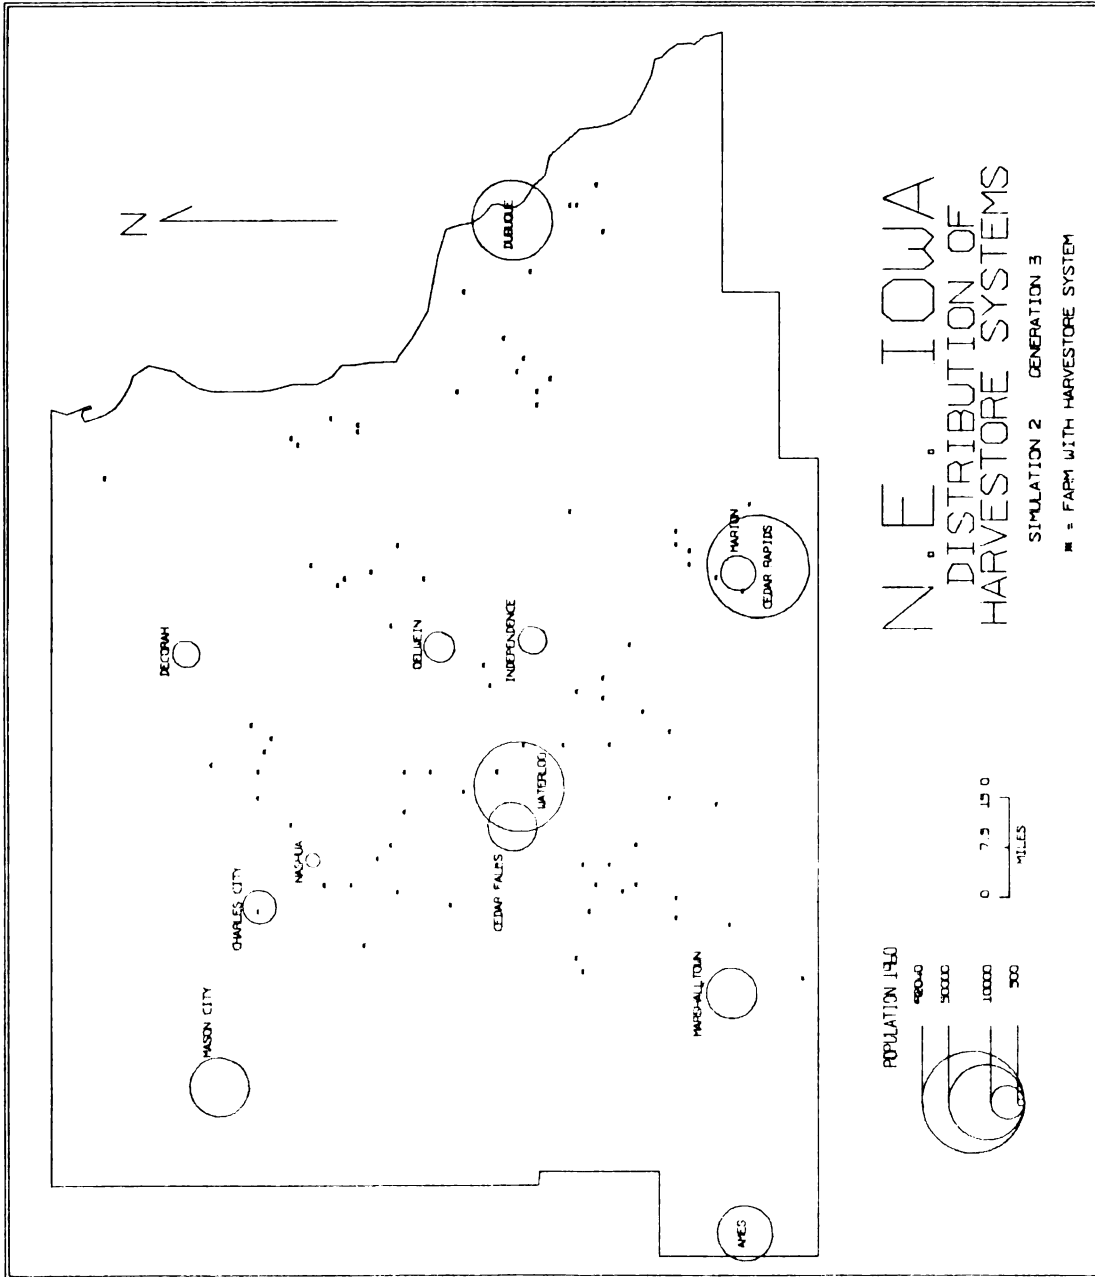 N
MASON CITY
CHARLES CITY
NASHUA
DECORAH
OELWEIN
INDEPENDENCE
DUBUQUE
CEDAR FALLS
WATERLOO
MARSHALLTOWN
AMES
MARION
CEDAR RAPIDS
POPULATION 1960
50000
10000
500
0 7.5 15.0
MILES
N.E. IOWA
DISTRIBUTION OF
HARVESTORE SYSTEMS
SIMULATION 2 GENERATION 3
= FARM WITH HARVESTORE SYSTEM